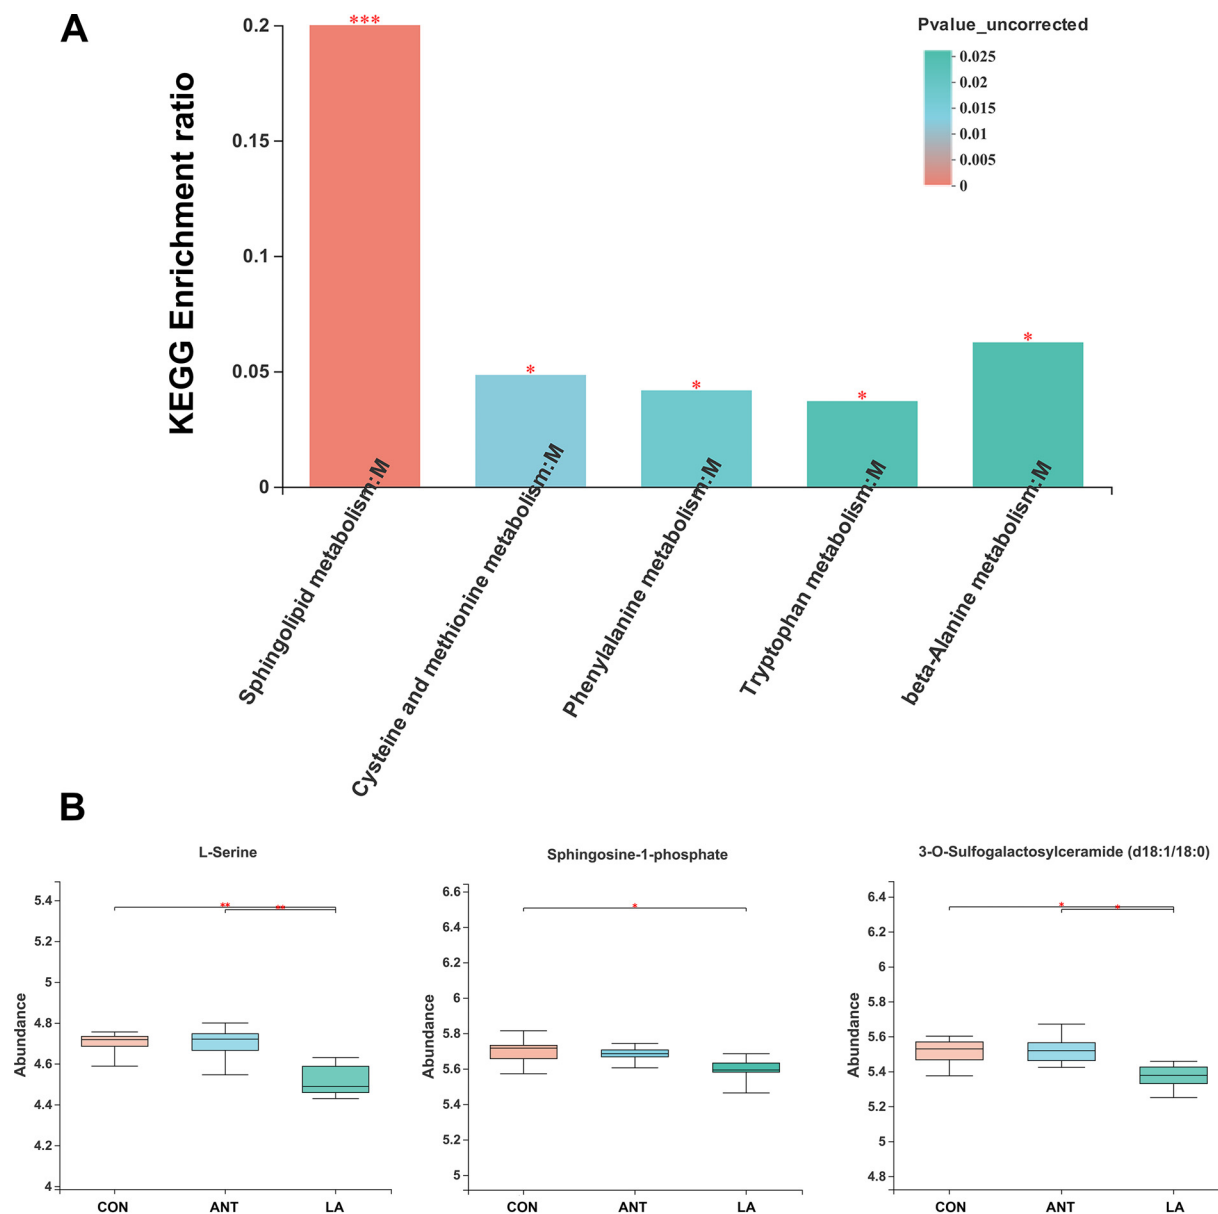 A
KEGG Enrichment ratio
0.2
0.15
0.1
0.05
0
***
*
*
*
*
Sphingolipid metabolism:M
Cysteine and methionine metabolism:M
Phenylalanine metabolism:M
Tryptophan metabolism:M
beta-Alanine metabolism:M
Pvalue_uncorrected
0.025
0.02
0.015
0.01
0.005
0
B
L-Serine
Abundance
5.4
5.2
5
4.8
4.6
4.4
4.2
4
**
**
CON ANT LA
Sphingosine-1-phosphate
Abundance
6.6
6.4
6.2
6
5.8
5.6
5.4
5.2
5
*
CON ANT LA
3-O-Sulfogalactosylceramide (d18:1/18:0)
Abundance
6.4
6.2
6
5.8
5.6
5.4
5.2
5
4.8
*
*
CON ANT LA